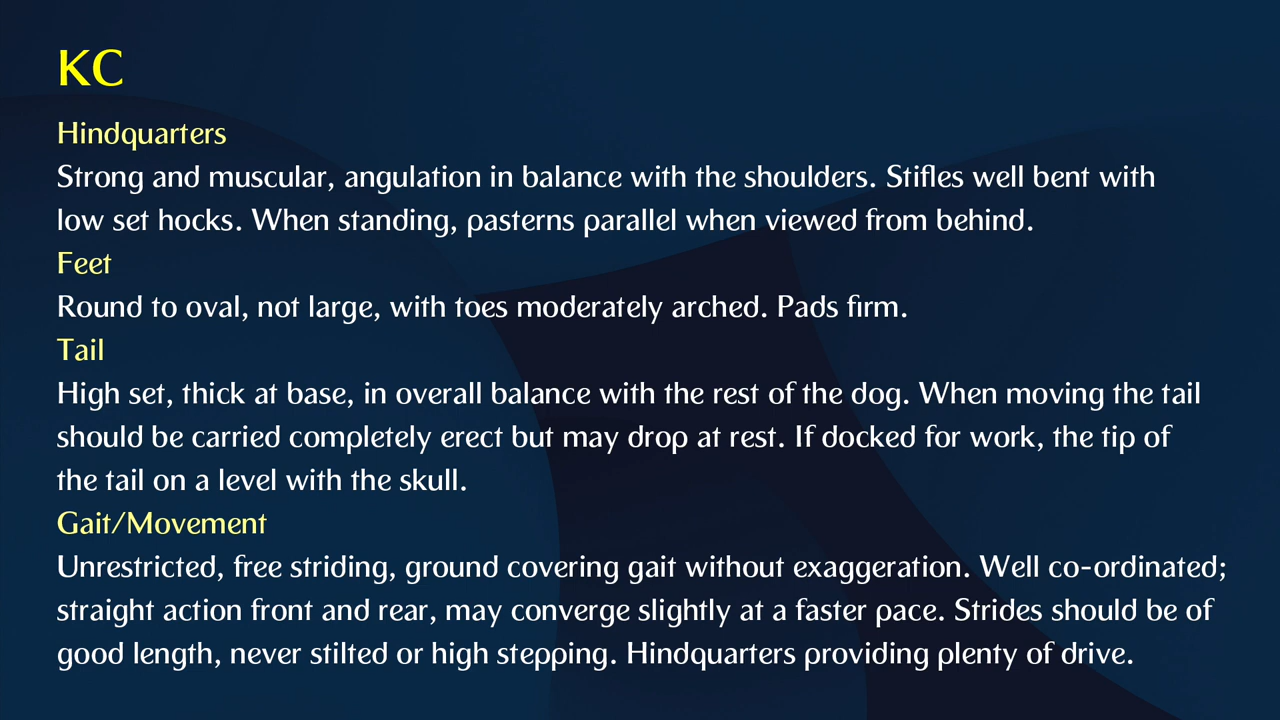 KC
Hindquarters
Strong and muscular, angulation in balance with the shoulders. Stifles well bent with
low set hocks. When standing, pasterns parallel when viewed from behind.
Feet
Round to oval, not large, with toes moderately arched. Pads firm.
Tail
High set, thick at base, in overall balance with the rest of the dog. When moving the tail
should be carried completely erect but may drop at rest. If docked for work, the tip of
the tail on a level with the skull.
Gait/Movement
Unrestricted, free striding, ground covering gait without exaggeration. Well co-ordinated;
straight action front and rear, may converge slightly at a faster pace. Strides should be of
good length, never stilted or high stepping. Hindquarters providing plenty of drive.